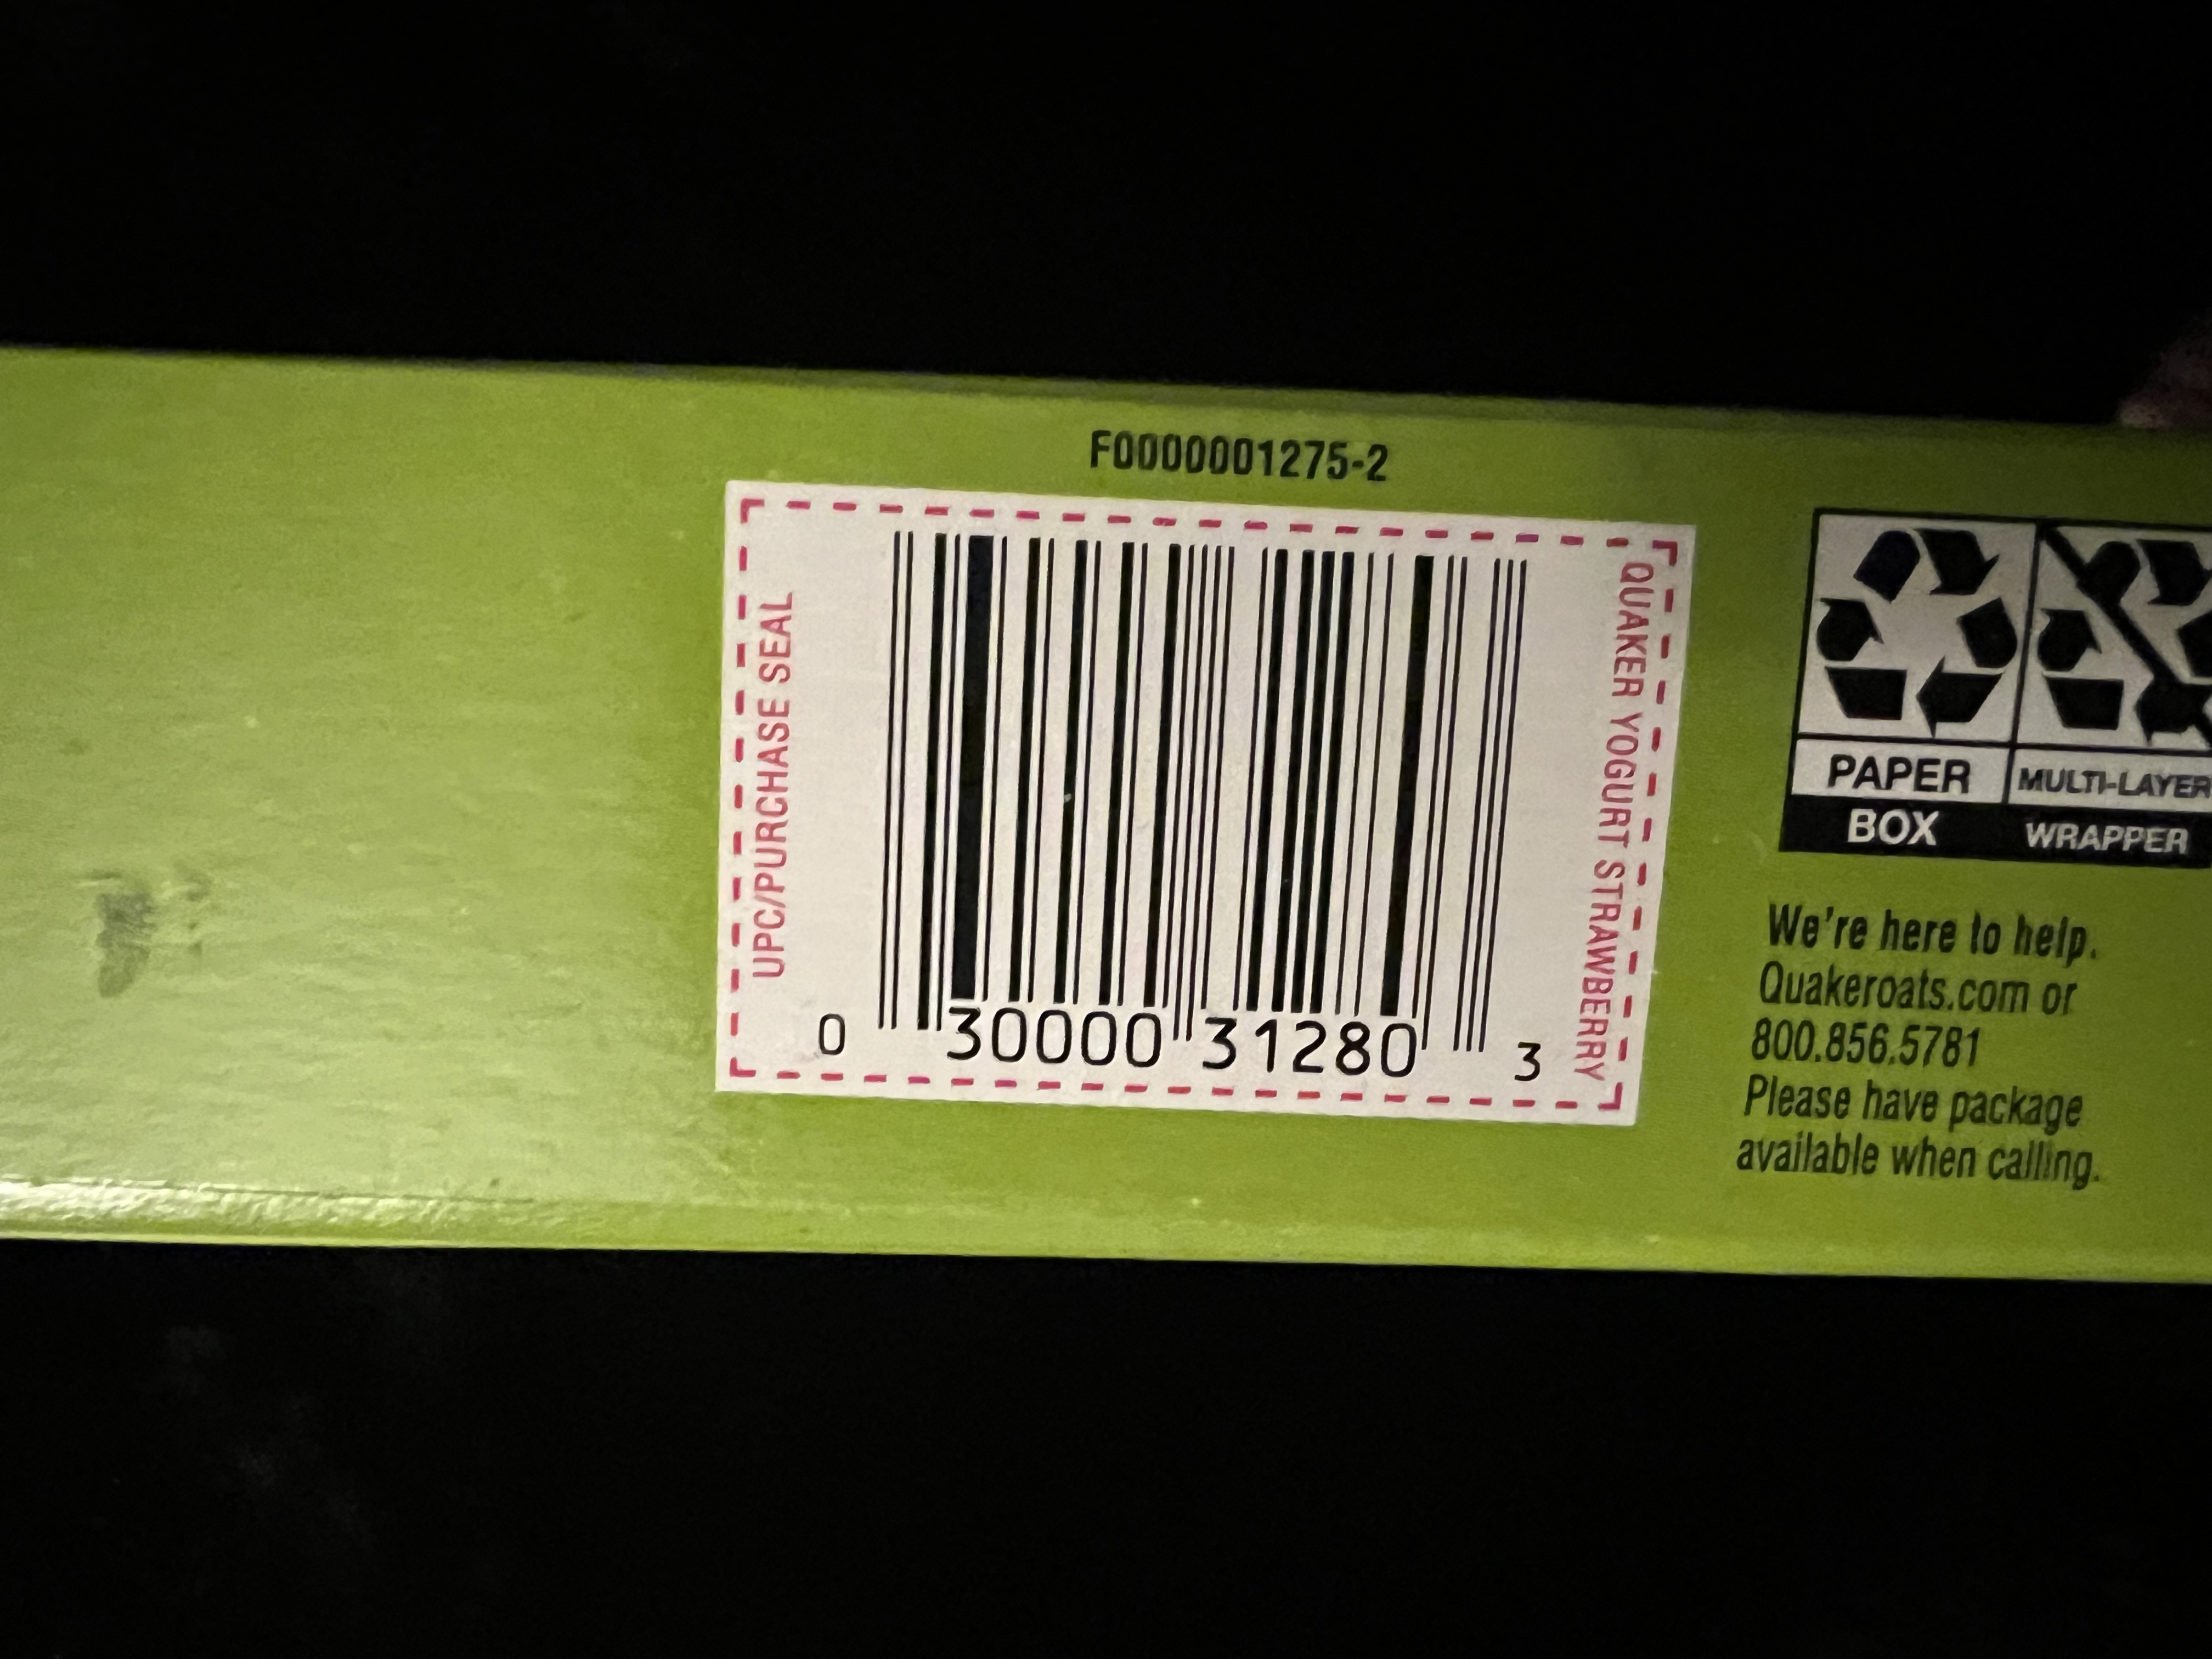 F0000001275-2
UPC/PURCHASE SEAL
QUAKER YOGURT STRAWBERRY
0 30000 31280 3
PAPER
BOX
MULTI-LAYER
WRAPPER
We're here to help.
Quakeroats.com or
800.856.5781
Please have package
available when calling.